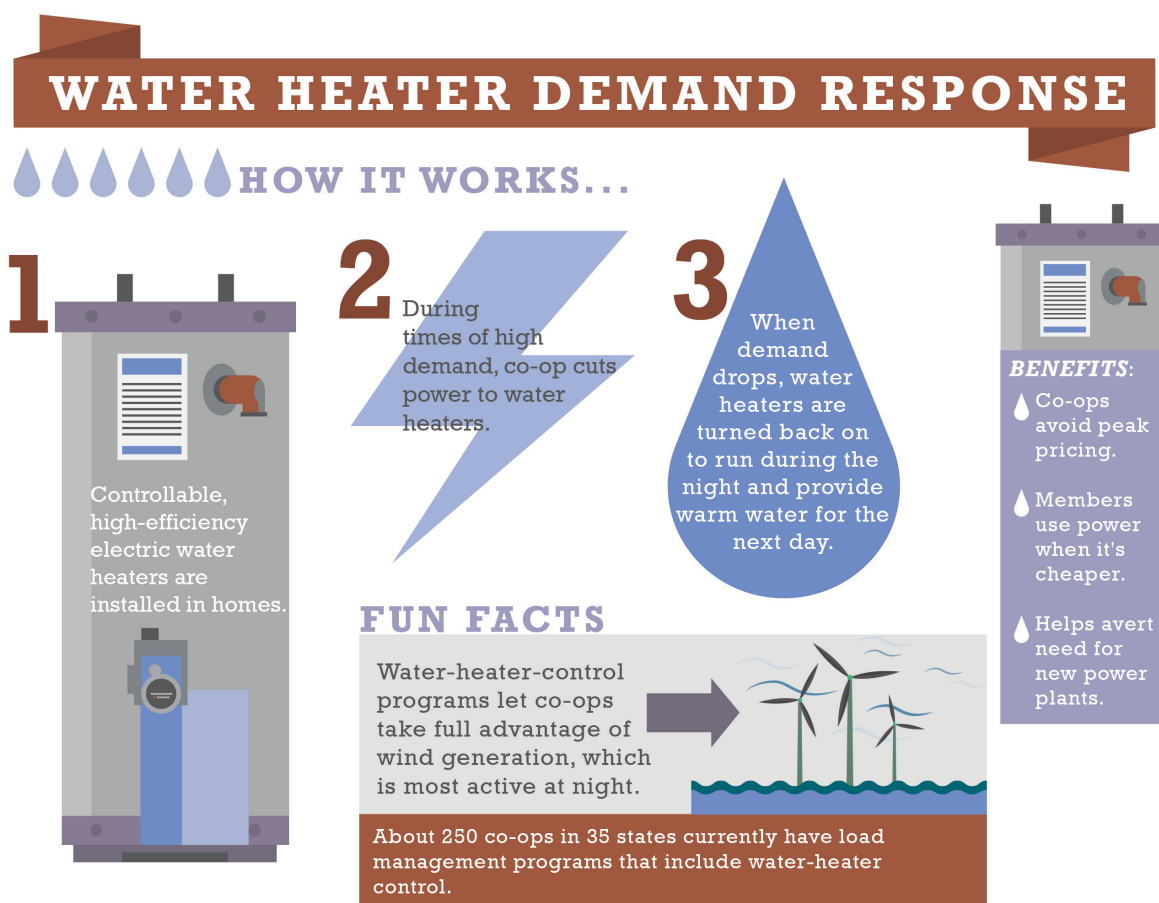 WATER HEATER DEMAND RESPONSE
HOW IT WORKS...
1
Controllable,
high-efficiency
electric water
heaters are
installed in homes.
2
During
times of high
demand, co-op cuts
power to water
heaters.
3
When
demand
drops, water
heaters are
turned back on
to run during the
night and provide
warm water for the
next day.
BENEFITS:
Co-ops
avoid peak
pricing.
Members
use power
when it's
cheaper.
Helps avert
need for
new power
plants.
FUN FACTS
Water-heater-control
programs let co-ops
take full advantage of
wind generation, which
is most active at night.
About 250 co-ops in 35 states currently have load
management programs that include water-heater
control.